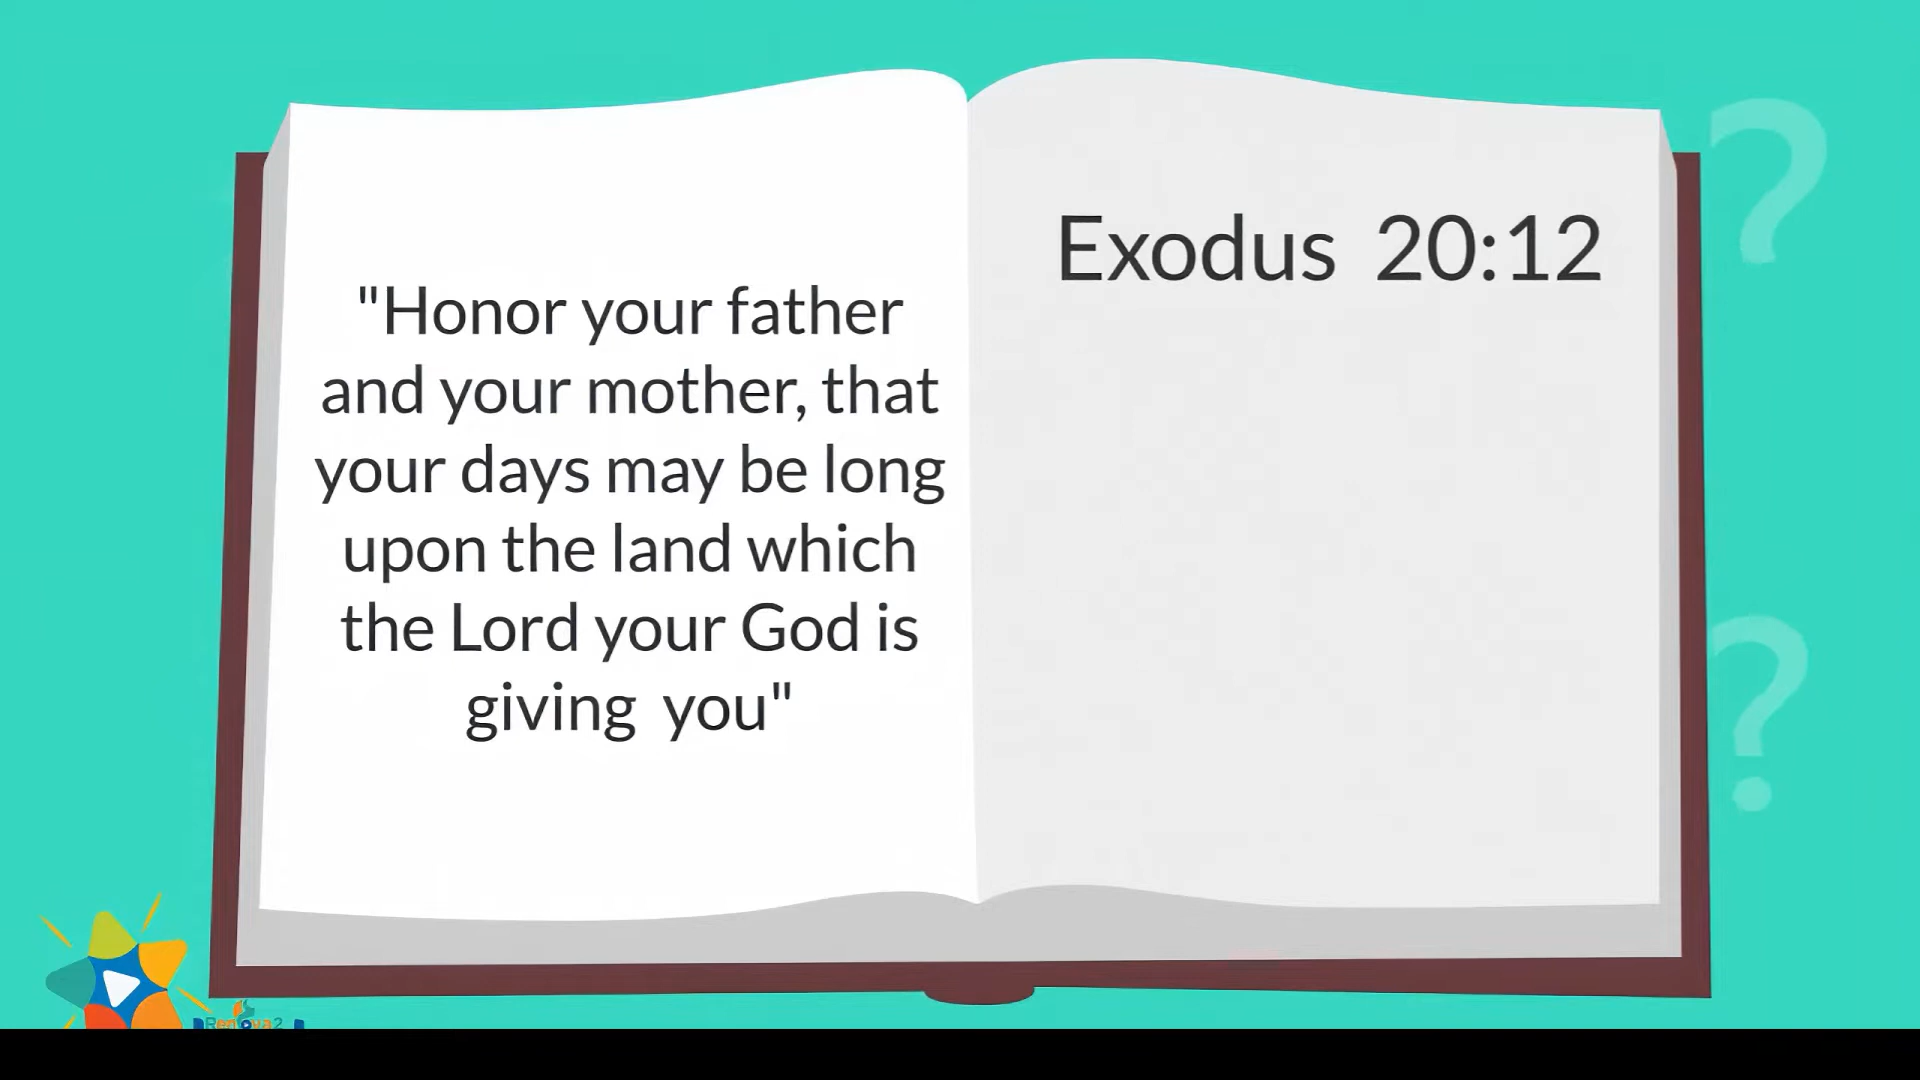 "Honor your father
and your mother, that
your days may be long
upon the land which
the Lord your God is
giving you"
Exodus 20:12
?
?